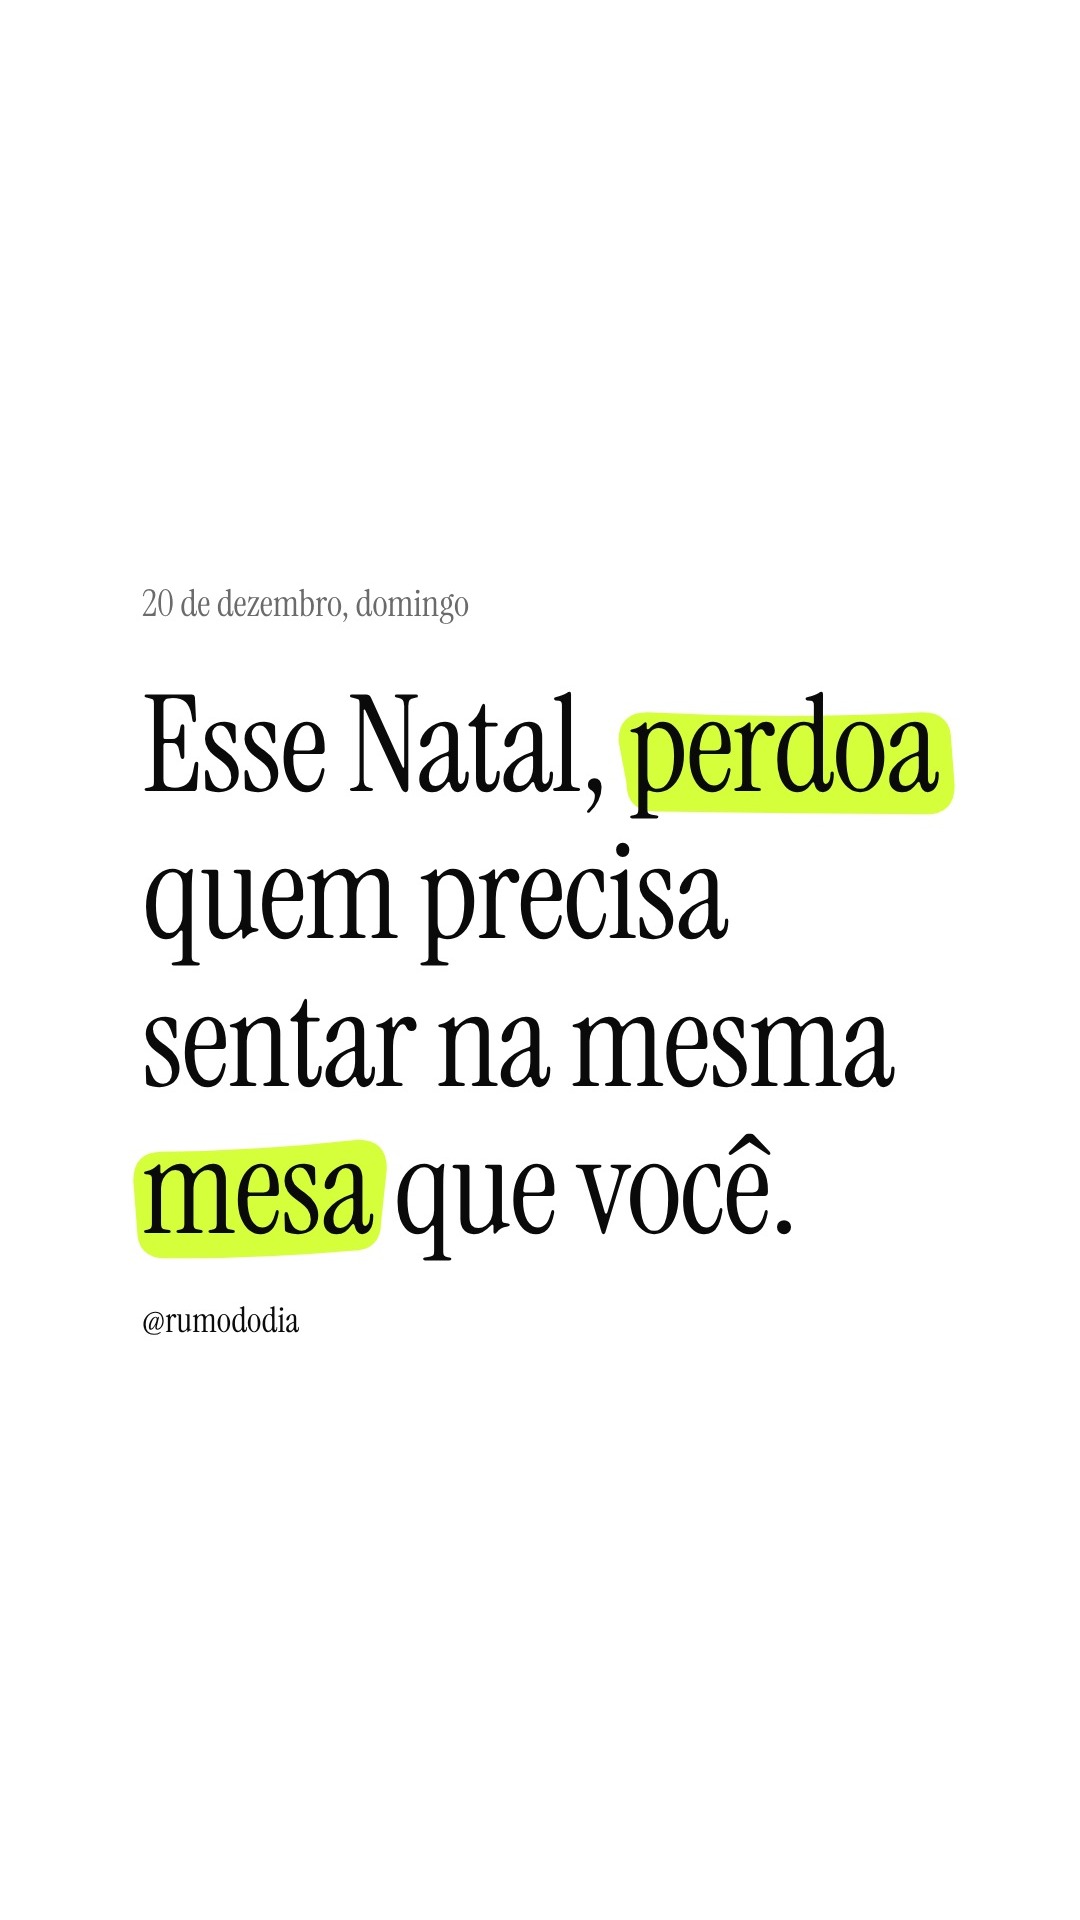 20 de dezembro, domingo
Esse Natal, perdoa
quem precisa
sentar na mesma
mesa que você.
@rumododia